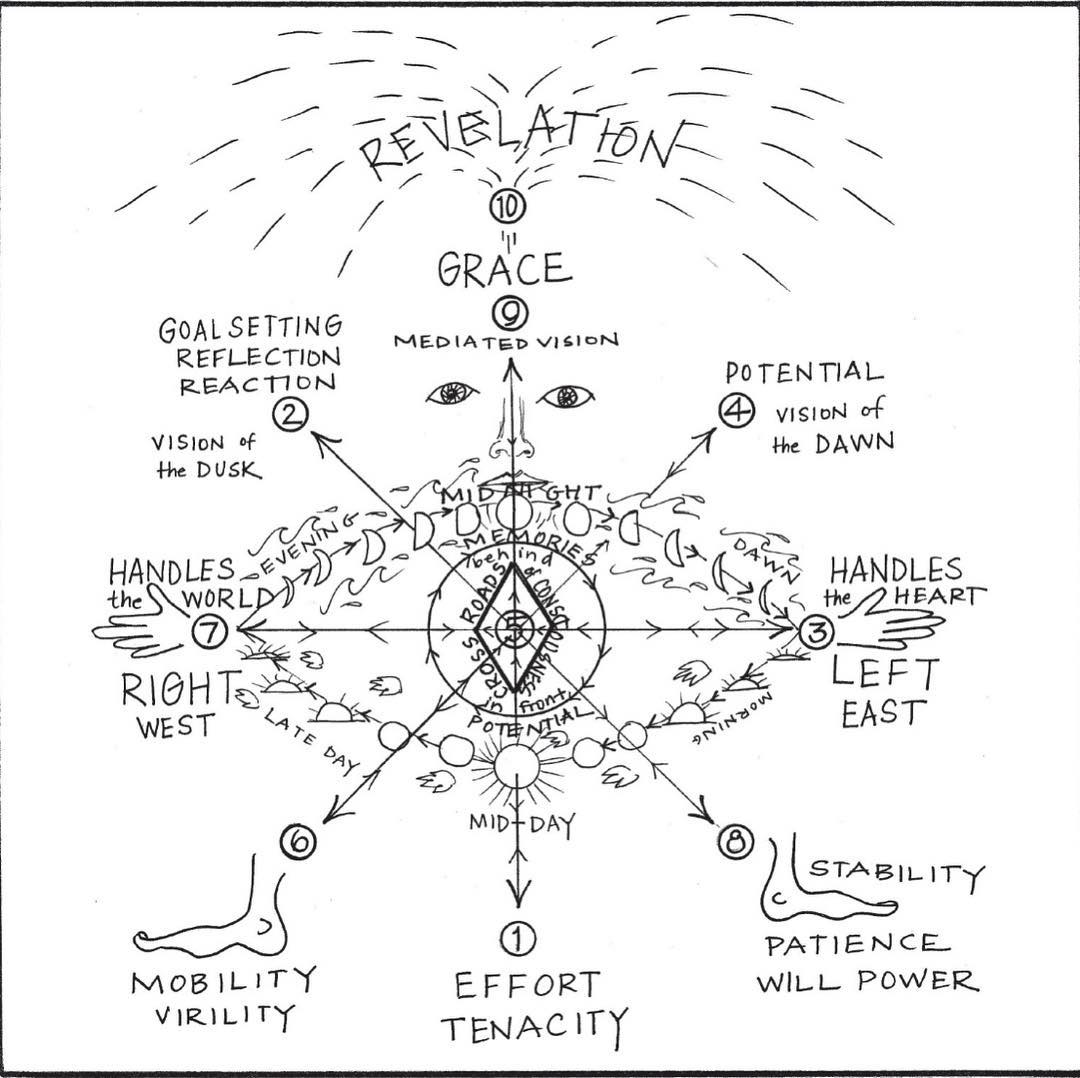 REVELATION
10
GRACE
9
MEDIATED VISION
GOAL SETTING
REFLECTION
REACTION
2
VISION of
the DUSK
POTENTIAL
4
VISION of
the DAWN
MIDNIGHT
EVENING
DAWN
MEMORIES
behind
CROSS ROADS
of CONSCIOUSNESS
5
in front
POTENTIAL
HANDLES
the WORLD
7
RIGHT
WEST
HANDLES
the HEART
3
LEFT
EAST
LATE DAY
MORNING
MID-DAY
6
MOBILITY
VIRILITY
1
EFFORT
TENACITY
8
STABILITY
PATIENCE
WILL POWER